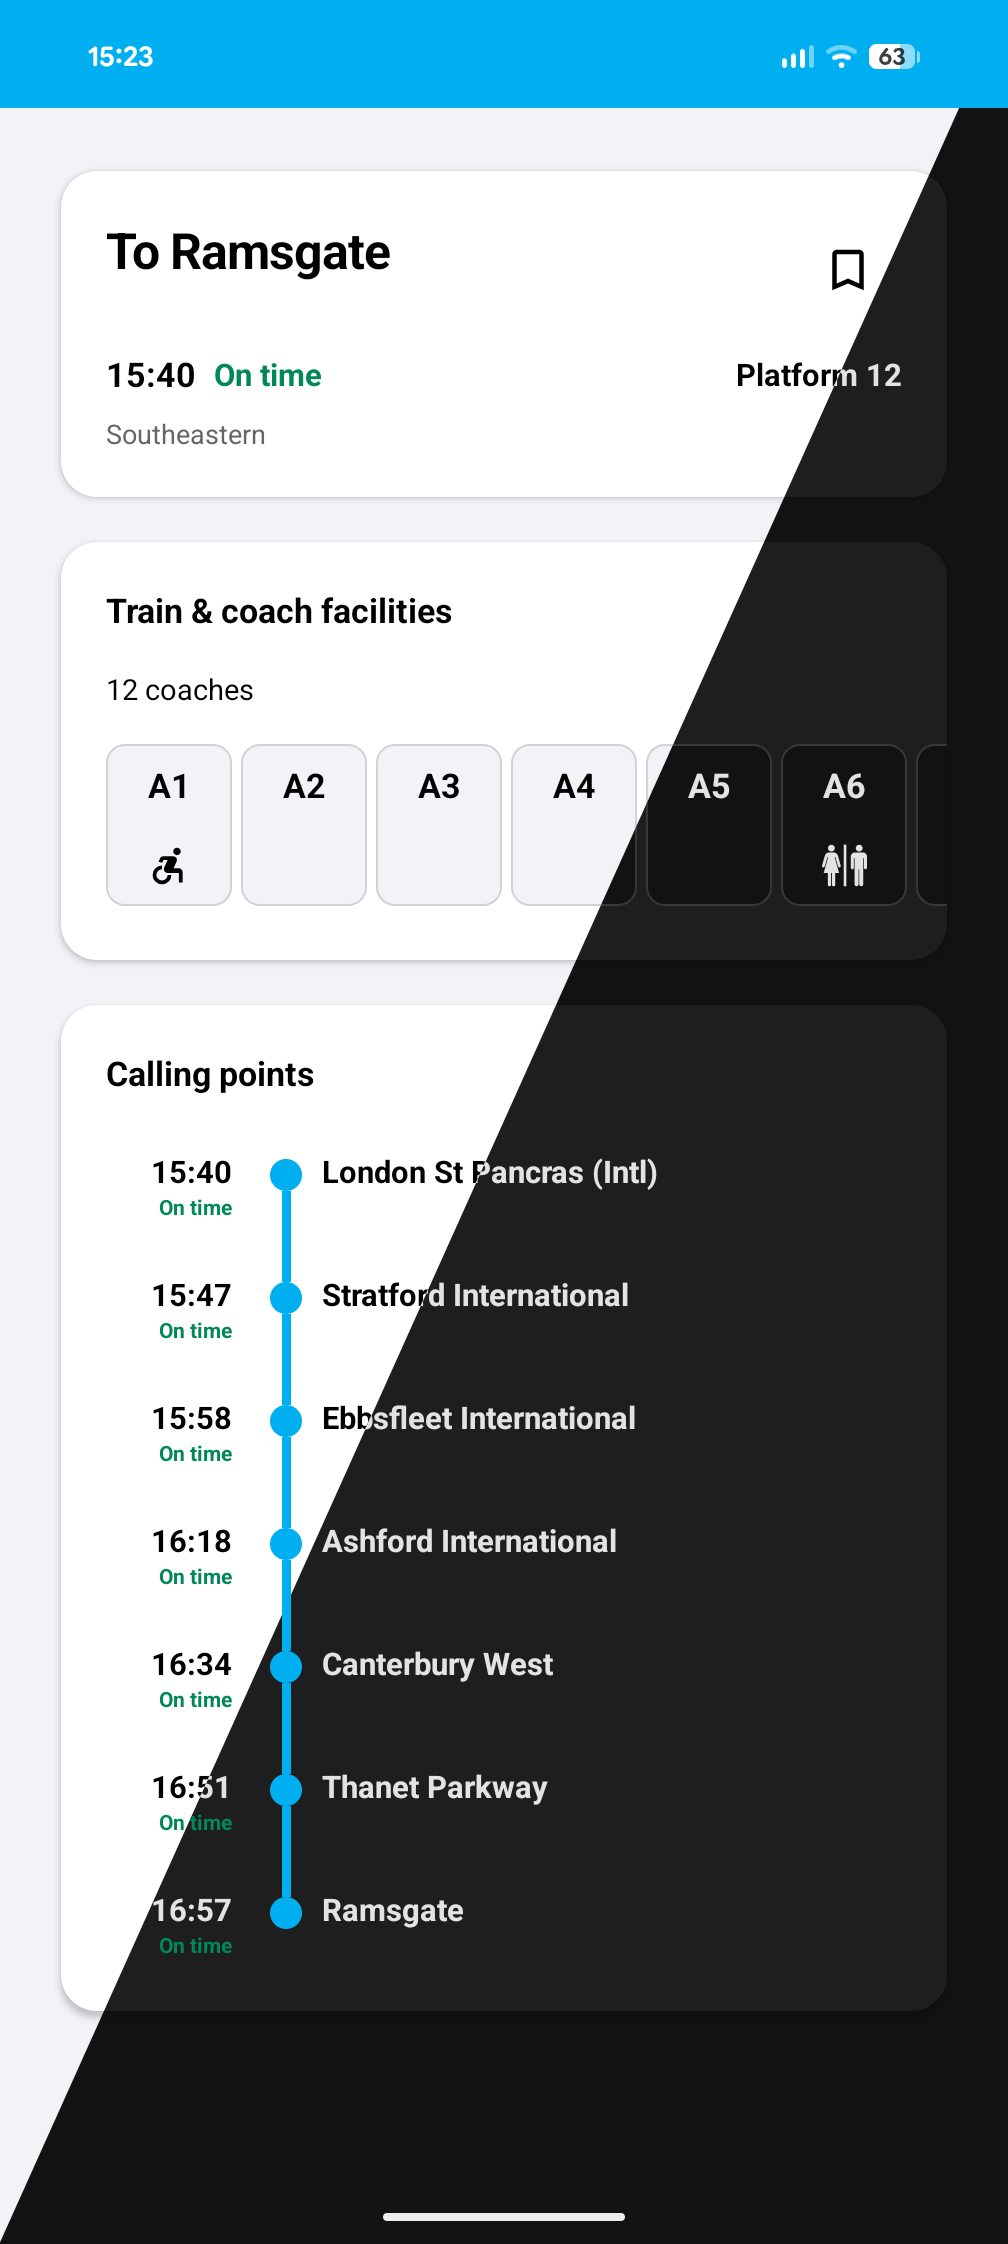 15:23
63
To Ramsgate
15:40 On time
Platform 12
Southeastern
Train & coach facilities
12 coaches
A1 A2 A3 A4 A5 A6
Calling points
15:40 London St Pancras (Intl)
On time
15:47 Stratford International
On time
15:58 Ebbsfleet International
On time
16:18 Ashford International
On time
16:34 Canterbury West
On time
16:51 Thanet Parkway
On time
16:57 Ramsgate
On time